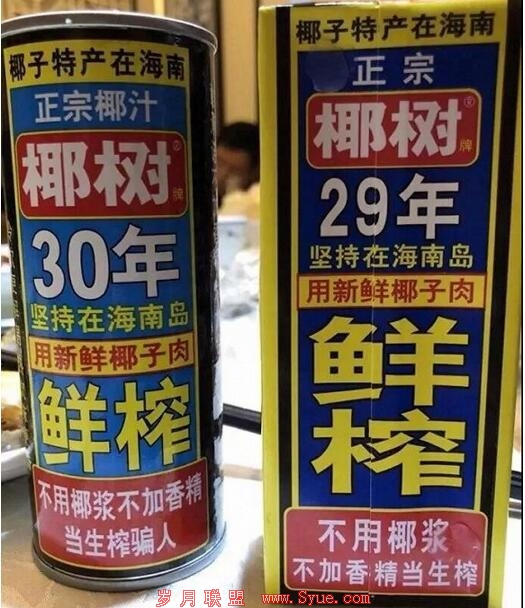 椰子特产在海南
正宗椰汁
椰树牌
30年
坚持在海南岛
用新鲜椰子肉
鲜榨
不用椰浆不加香精
当生榨骗人
椰子特产在海南
正宗
椰树牌
29年
坚持在海南岛
用新鲜椰子肉
鲜榨
不用椰浆
不加香精当生榨
岁月联盟 www.Syue.com